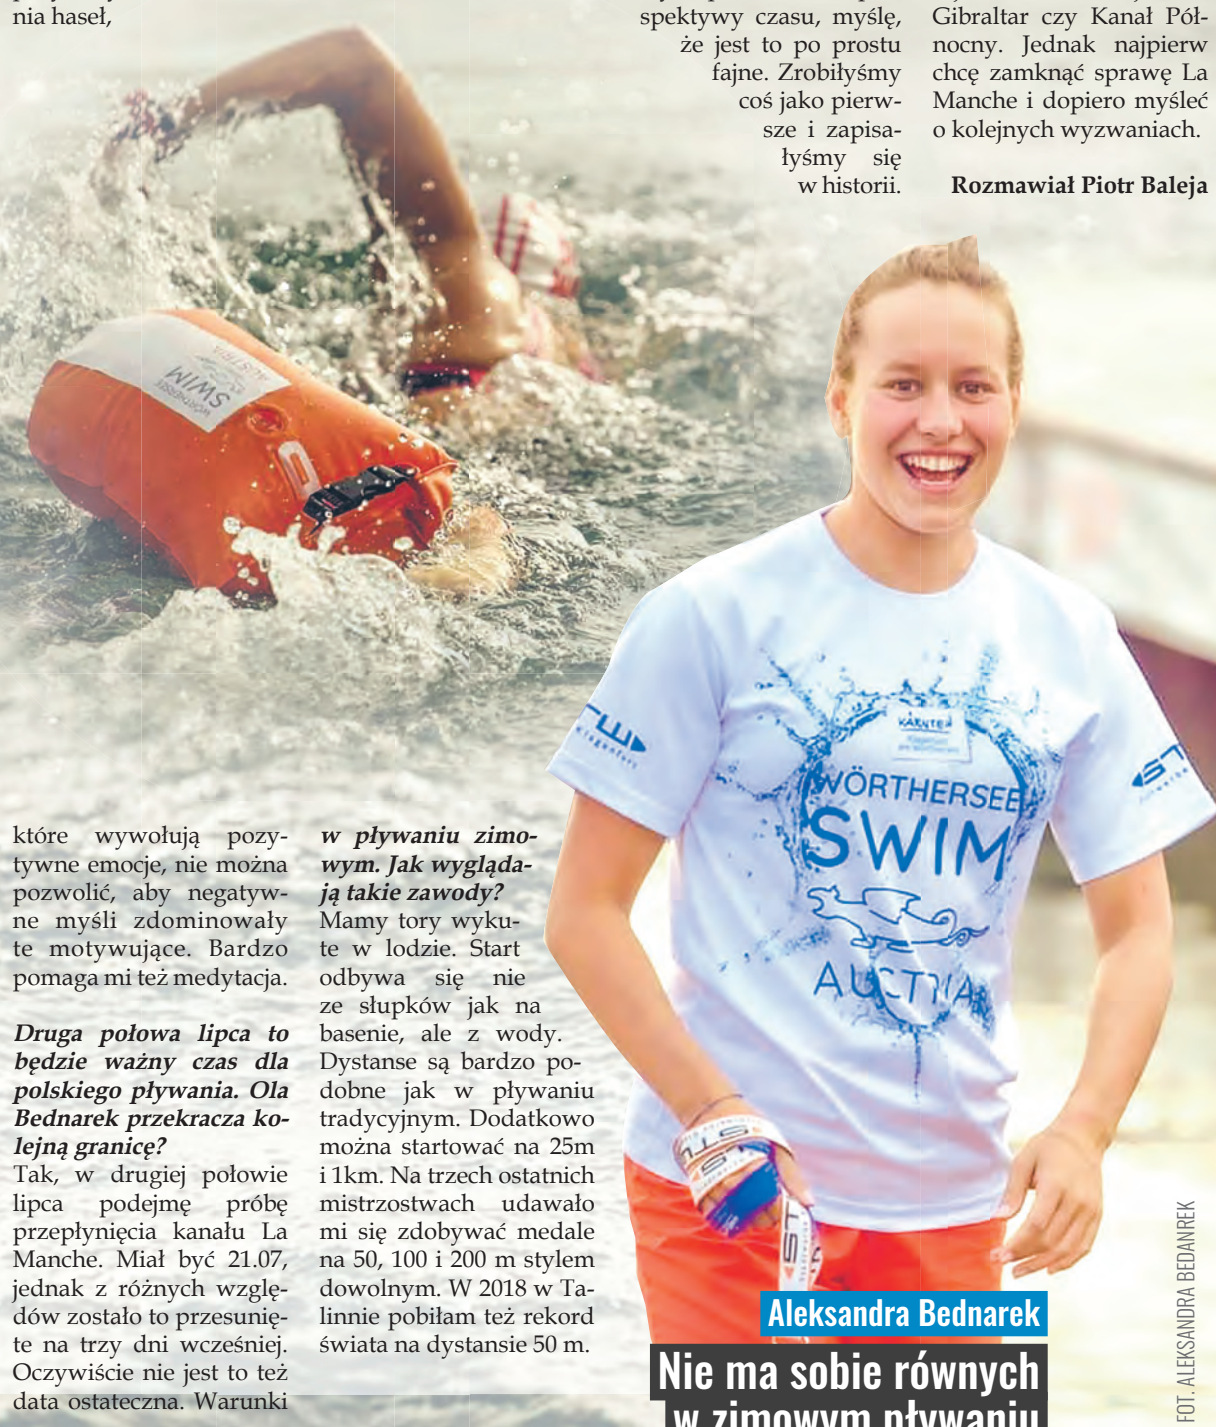 nia haseł,
które wywołują pozy-
tywne emocje, nie można
pozwolić, aby negatyw-
ne myśli zdominowały
te motywujące. Bardzo
pomaga mi też medytacja.
Druga połowa lipca to
będzie ważny czas dla
polskiego pływania. Ola
Bednarek przekracza ko-
lejną granicę?
Tak, w drugiej połowie
lipca podejmę próbę
przepłynięcia kanału La
Manche. Miał być 21.07,
jednak z różnych wzglę-
dów zostało to przesunię-
te na trzy dni wcześniej.
Oczywiście nie jest to też
data ostateczna. Warunki
w pływaniu zimo-
wym. Jak wygląda-
ją takie zawody?
Mamy tory wyku-
te w lodzie. Start
odbywa się nie
ze słupków jak na
basenie, ale z wody.
Dystanse są bardzo po-
dobne jak w pływaniu
tradycyjnym. Dodatkowo
można startować na 25m
i 1km. Na trzech ostatnich
mistrzostwach udawało
mi się zdobywać medale
na 50, 100 i 200 m stylem
dowolnym. W 2018 w Ta-
linnie pobiłam też rekord
świata na dystansie 50 m.
spektywy czasu, myślę,
że jest to po prostu
fajne. Zrobiłyśmy
coś jako pierw-
sze i zapisa-
łyśmy się
w historii.
Gibraltar czy Kanał Pół-
nocny. Jednak najpierw
chcę zamknąć sprawę La
Manche i dopiero myśleć
o kolejnych wyzwaniach.
Rozmawiał Piotr Baleja
WÖRTHERSEE
SWIM
AUSTRIA
KÄRNTEN
WÖRTHERSEE
SWIM
AUSTRIA
Aleksandra Bednarek
Nie ma sobie równych
w zimowym pływaniu
FOT. ALEKSANDRA BEDANAREK